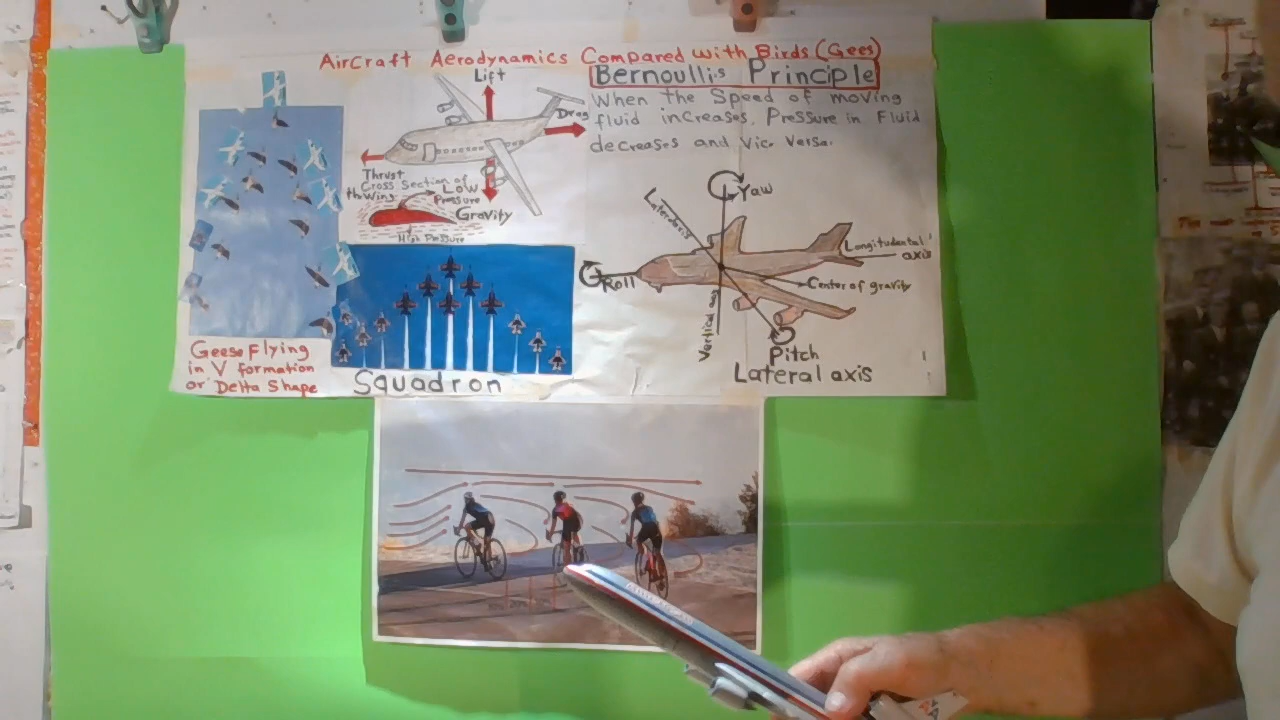 AirCraft Aerodynamics Compared with Birds (Gees)
Bernoulli's Principle
When the Speed of moving
fluid increases, Pressure in Fluid
decreases and Vice Versa.
Lift
Drag
Thrust
Cross Section of
the Wing
Low
Pressure
Gravity
High Pressure
Yaw
Lateral axis
Longitudental
axis
Roll
Center of gravity
Vertical axis
Pitch
Lateral axis
Geese Flying
in V formation
or Delta Shape
Squadron